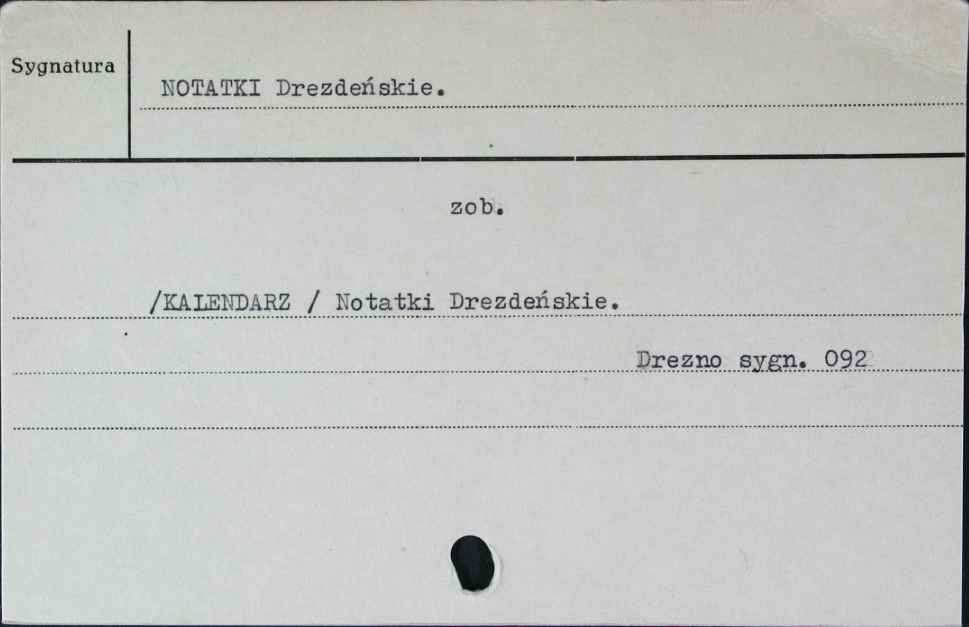 Sygnatura
NOTATKI Drezdeńskie.
zob.
/KALENDARZ / Notatki Drezdeńskie.
Drezno sygn. 092